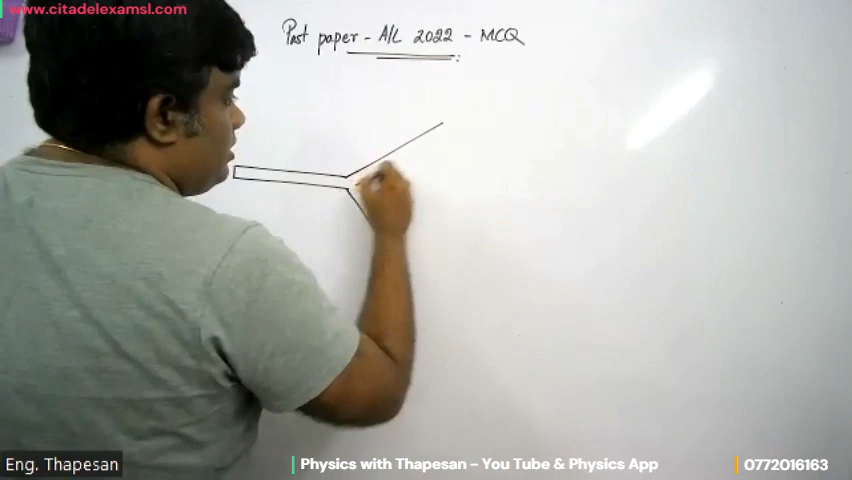 www.citadelexamsl.com
Past paper - A/L 2022 - MCQ
Eng. Thapesan
Physics with Thapesan - You Tube & Physics App
0772016163